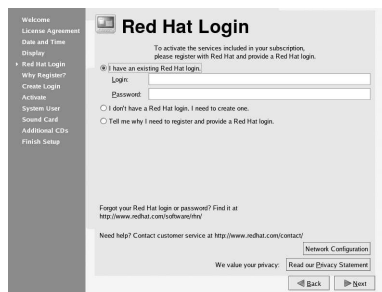 Welcome
License Agreement
Date and Time
Display
Red Hat Login
Why Register?
Create Login
Activate
System User
Sound Card
Additional CDs
Finish Setup
Red Hat Login
To activate the services included in your subscription,
please register with Red Hat and provide a Red Hat login.
I have an existing Red Hat login.
Login:
Password:
I don't have a Red Hat login. I need to create one.
Tell me why I need to register and provide a Red Hat login.
Forgot your Red Hat login or password? Find it at
http://www.redhat.com/software/rhn/
Need help? Contact customer service at http://www.redhat.com/contact/
Network Configuration
We value your privacy: Read our Privacy Statement
Back Next